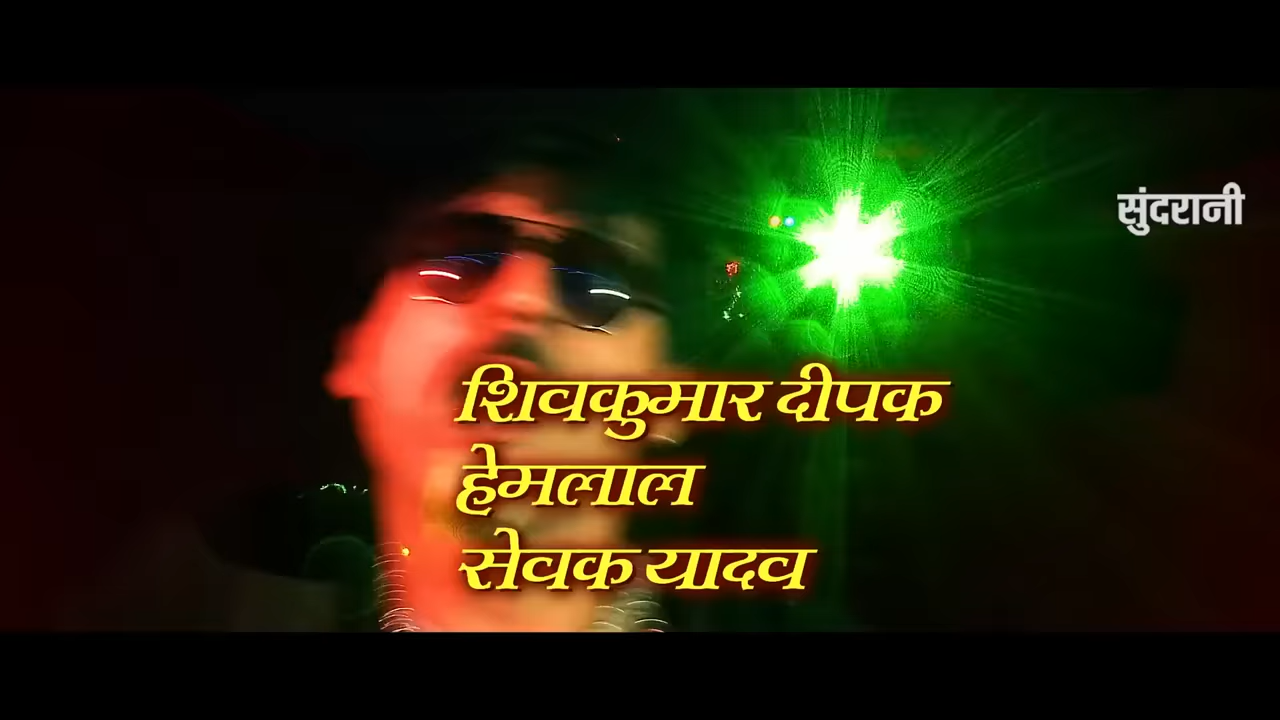 सुंदरानी
शिवकुमार दीपक
हेमलाल
सेवक यादव